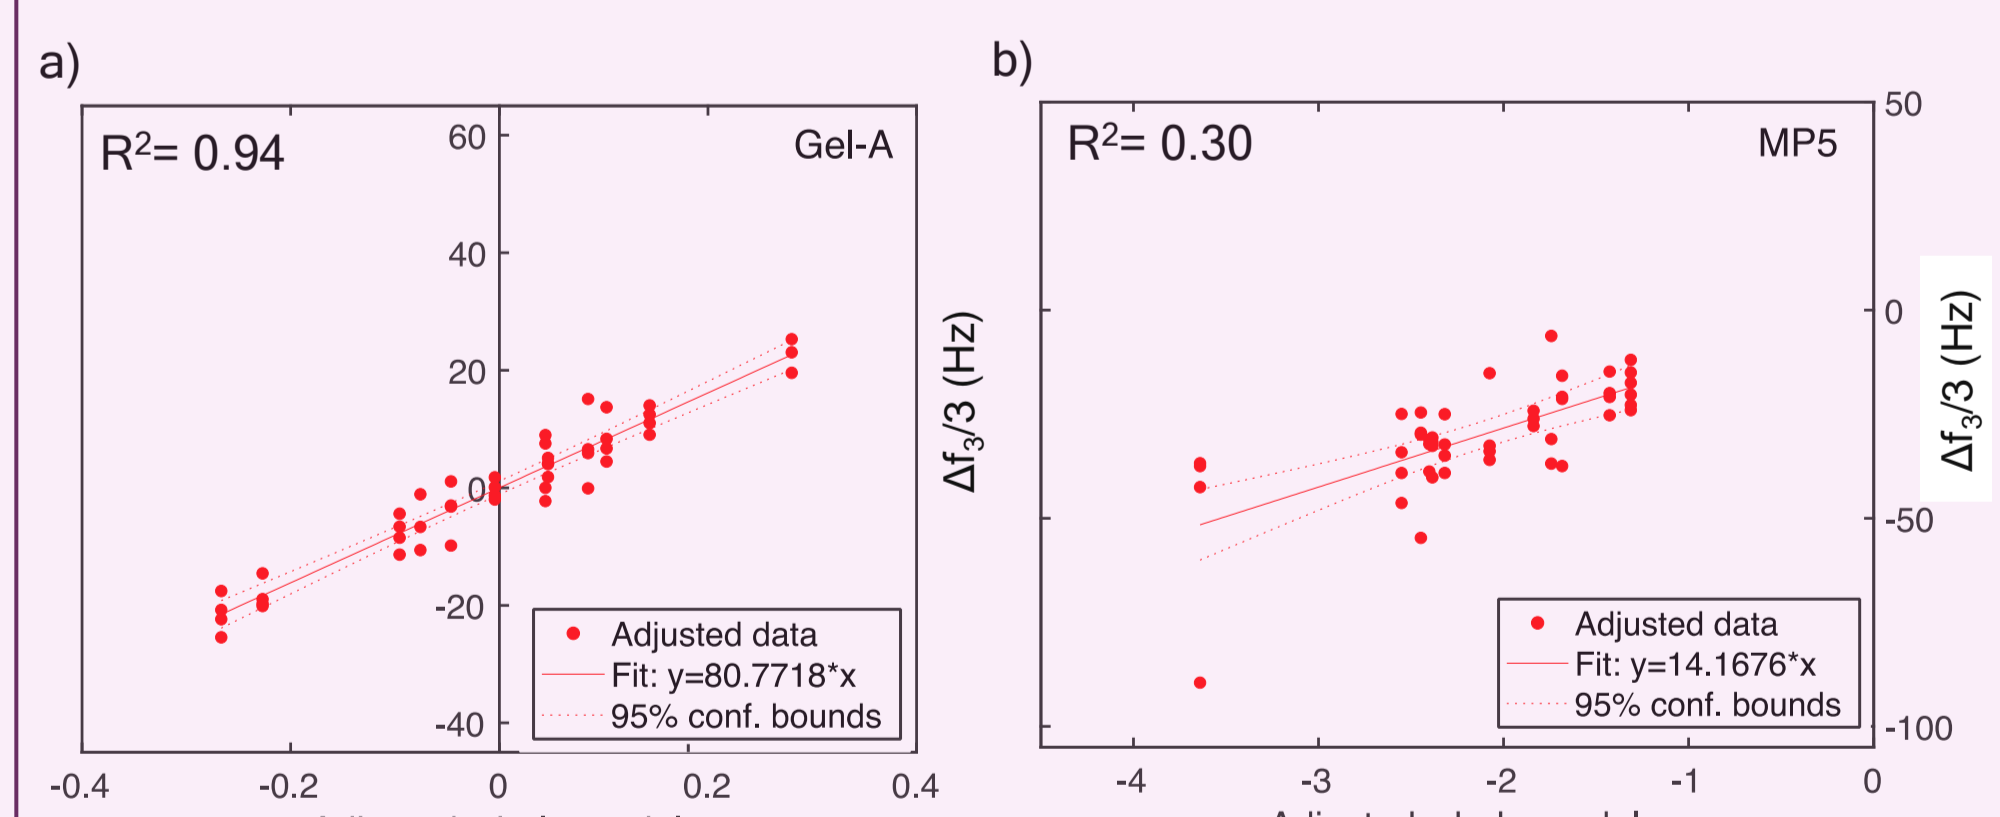 a)
R²= 0.94
Gel-A
60
40
20
0
-20
-40
-0.4
-0.2
0
0.2
0.4
Adjusted data
Fit: y=80.7718*x
95% conf. bounds
Δf₃/3 (Hz)
b)
R²= 0.30
MP5
50
0
-50
-100
-4
-3
-2
-1
0
Adjusted data
Fit: y=14.1676*x
95% conf. bounds
Δf₃/3 (Hz)